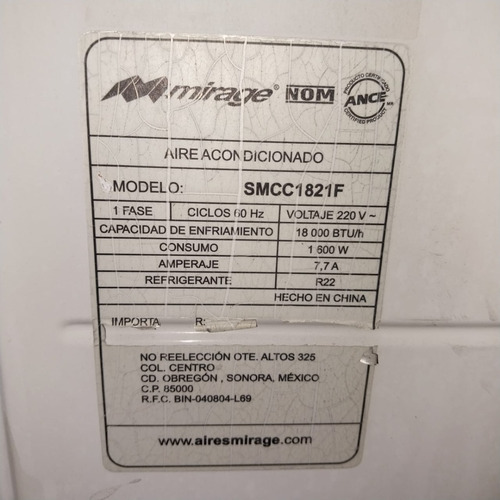 mirage NOM ANCE
PRODUCTO CERTIFICADO
CERTIFIED PRODUCT
AIRE ACONDICIONADO
MODELO: SMCC1821F
1 FASE CICLOS 60 Hz VOLTAJE 220 V ~
CAPACIDAD DE ENFRIAMIENTO 18 000 BTU/h
CONSUMO 1 600 W
AMPERAJE 7,7 A
REFRIGERANTE R22
HECHO EN CHINA
IMPORTA
NO REELECCIÓN OTE. ALTOS 325
COL. CENTRO
CD. OBREGÓN , SONORA, MÉXICO
C.P. 85000
R.F.C. BIN-040804-L69
www.airesmirage.com